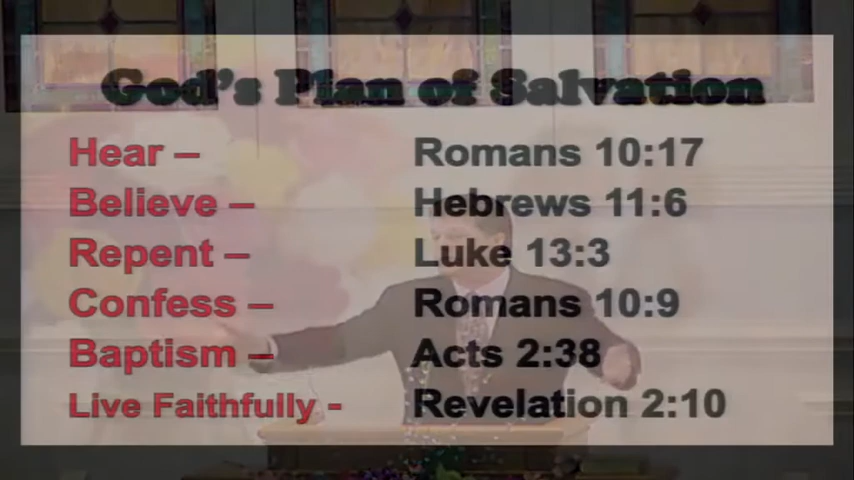 God's Plan of Salvation
Hear – Romans 10:17
Believe – Hebrews 11:6
Repent – Luke 13:3
Confess – Romans 10:9
Baptism – Acts 2:38
Live Faithfully - Revelation 2:10